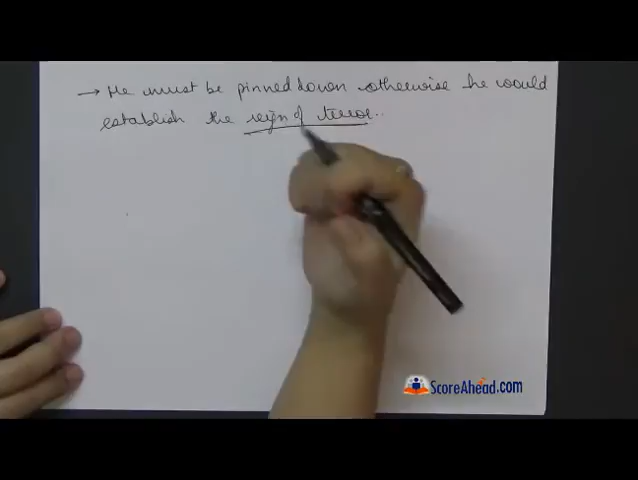 → He must be pinned down otherwise he would
establish the reign of terror..
ScoreAhead.com